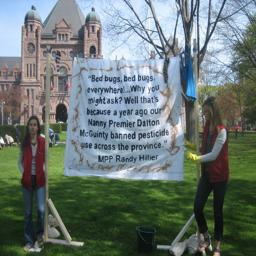 "Bed bugs, bed bugs,
everywhere...Why you
might ask? Well that's
because a year ago our
Nanny Premier Dalton
McGuinty banned pesticide
use across the province."
MPP Randy Hillier